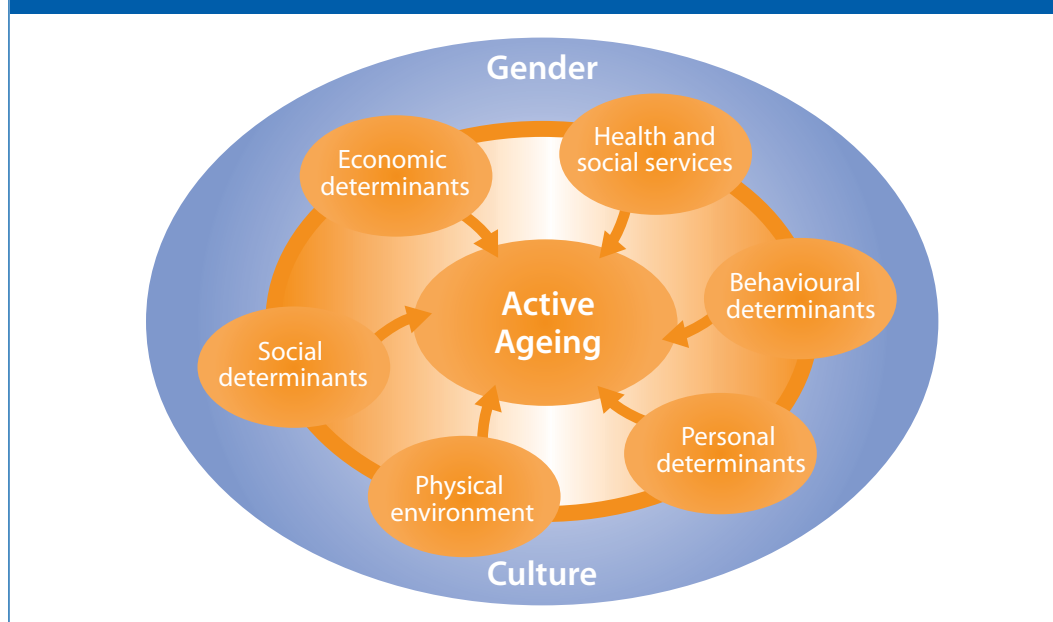 Gender
Health and
social services
Economic
determinants
Behavioural
determinants
Active
Ageing
Social
determinants
Personal
determinants
Physical
environment
Culture